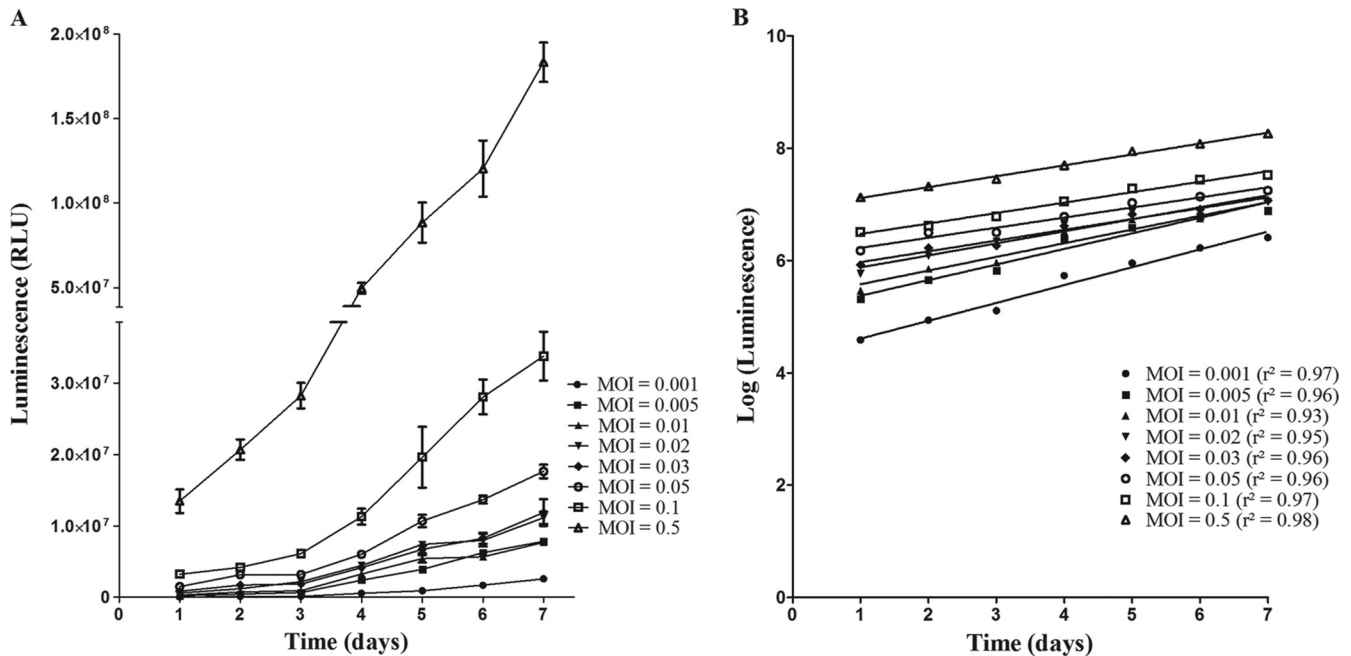 A
Luminescence (RLU)
2.0×10⁸
1.5×10⁸
1.0×10⁸
5.0×10⁷
3.0×10⁷
2.0×10⁷
1.0×10⁷
0
0 1 2 3 4 5 6 7
Time (days)
MOI = 0.001
MOI = 0.005
MOI = 0.01
MOI = 0.02
MOI = 0.03
MOI = 0.05
MOI = 0.1
MOI = 0.5
B
Log (Luminescence)
10
8
6
4
2
0
0 1 2 3 4 5 6 7
Time (days)
MOI = 0.001 (r² = 0.97)
MOI = 0.005 (r² = 0.96)
MOI = 0.01 (r² = 0.93)
MOI = 0.02 (r² = 0.95)
MOI = 0.03 (r² = 0.96)
MOI = 0.05 (r² = 0.96)
MOI = 0.1 (r² = 0.97)
MOI = 0.5 (r² = 0.98)